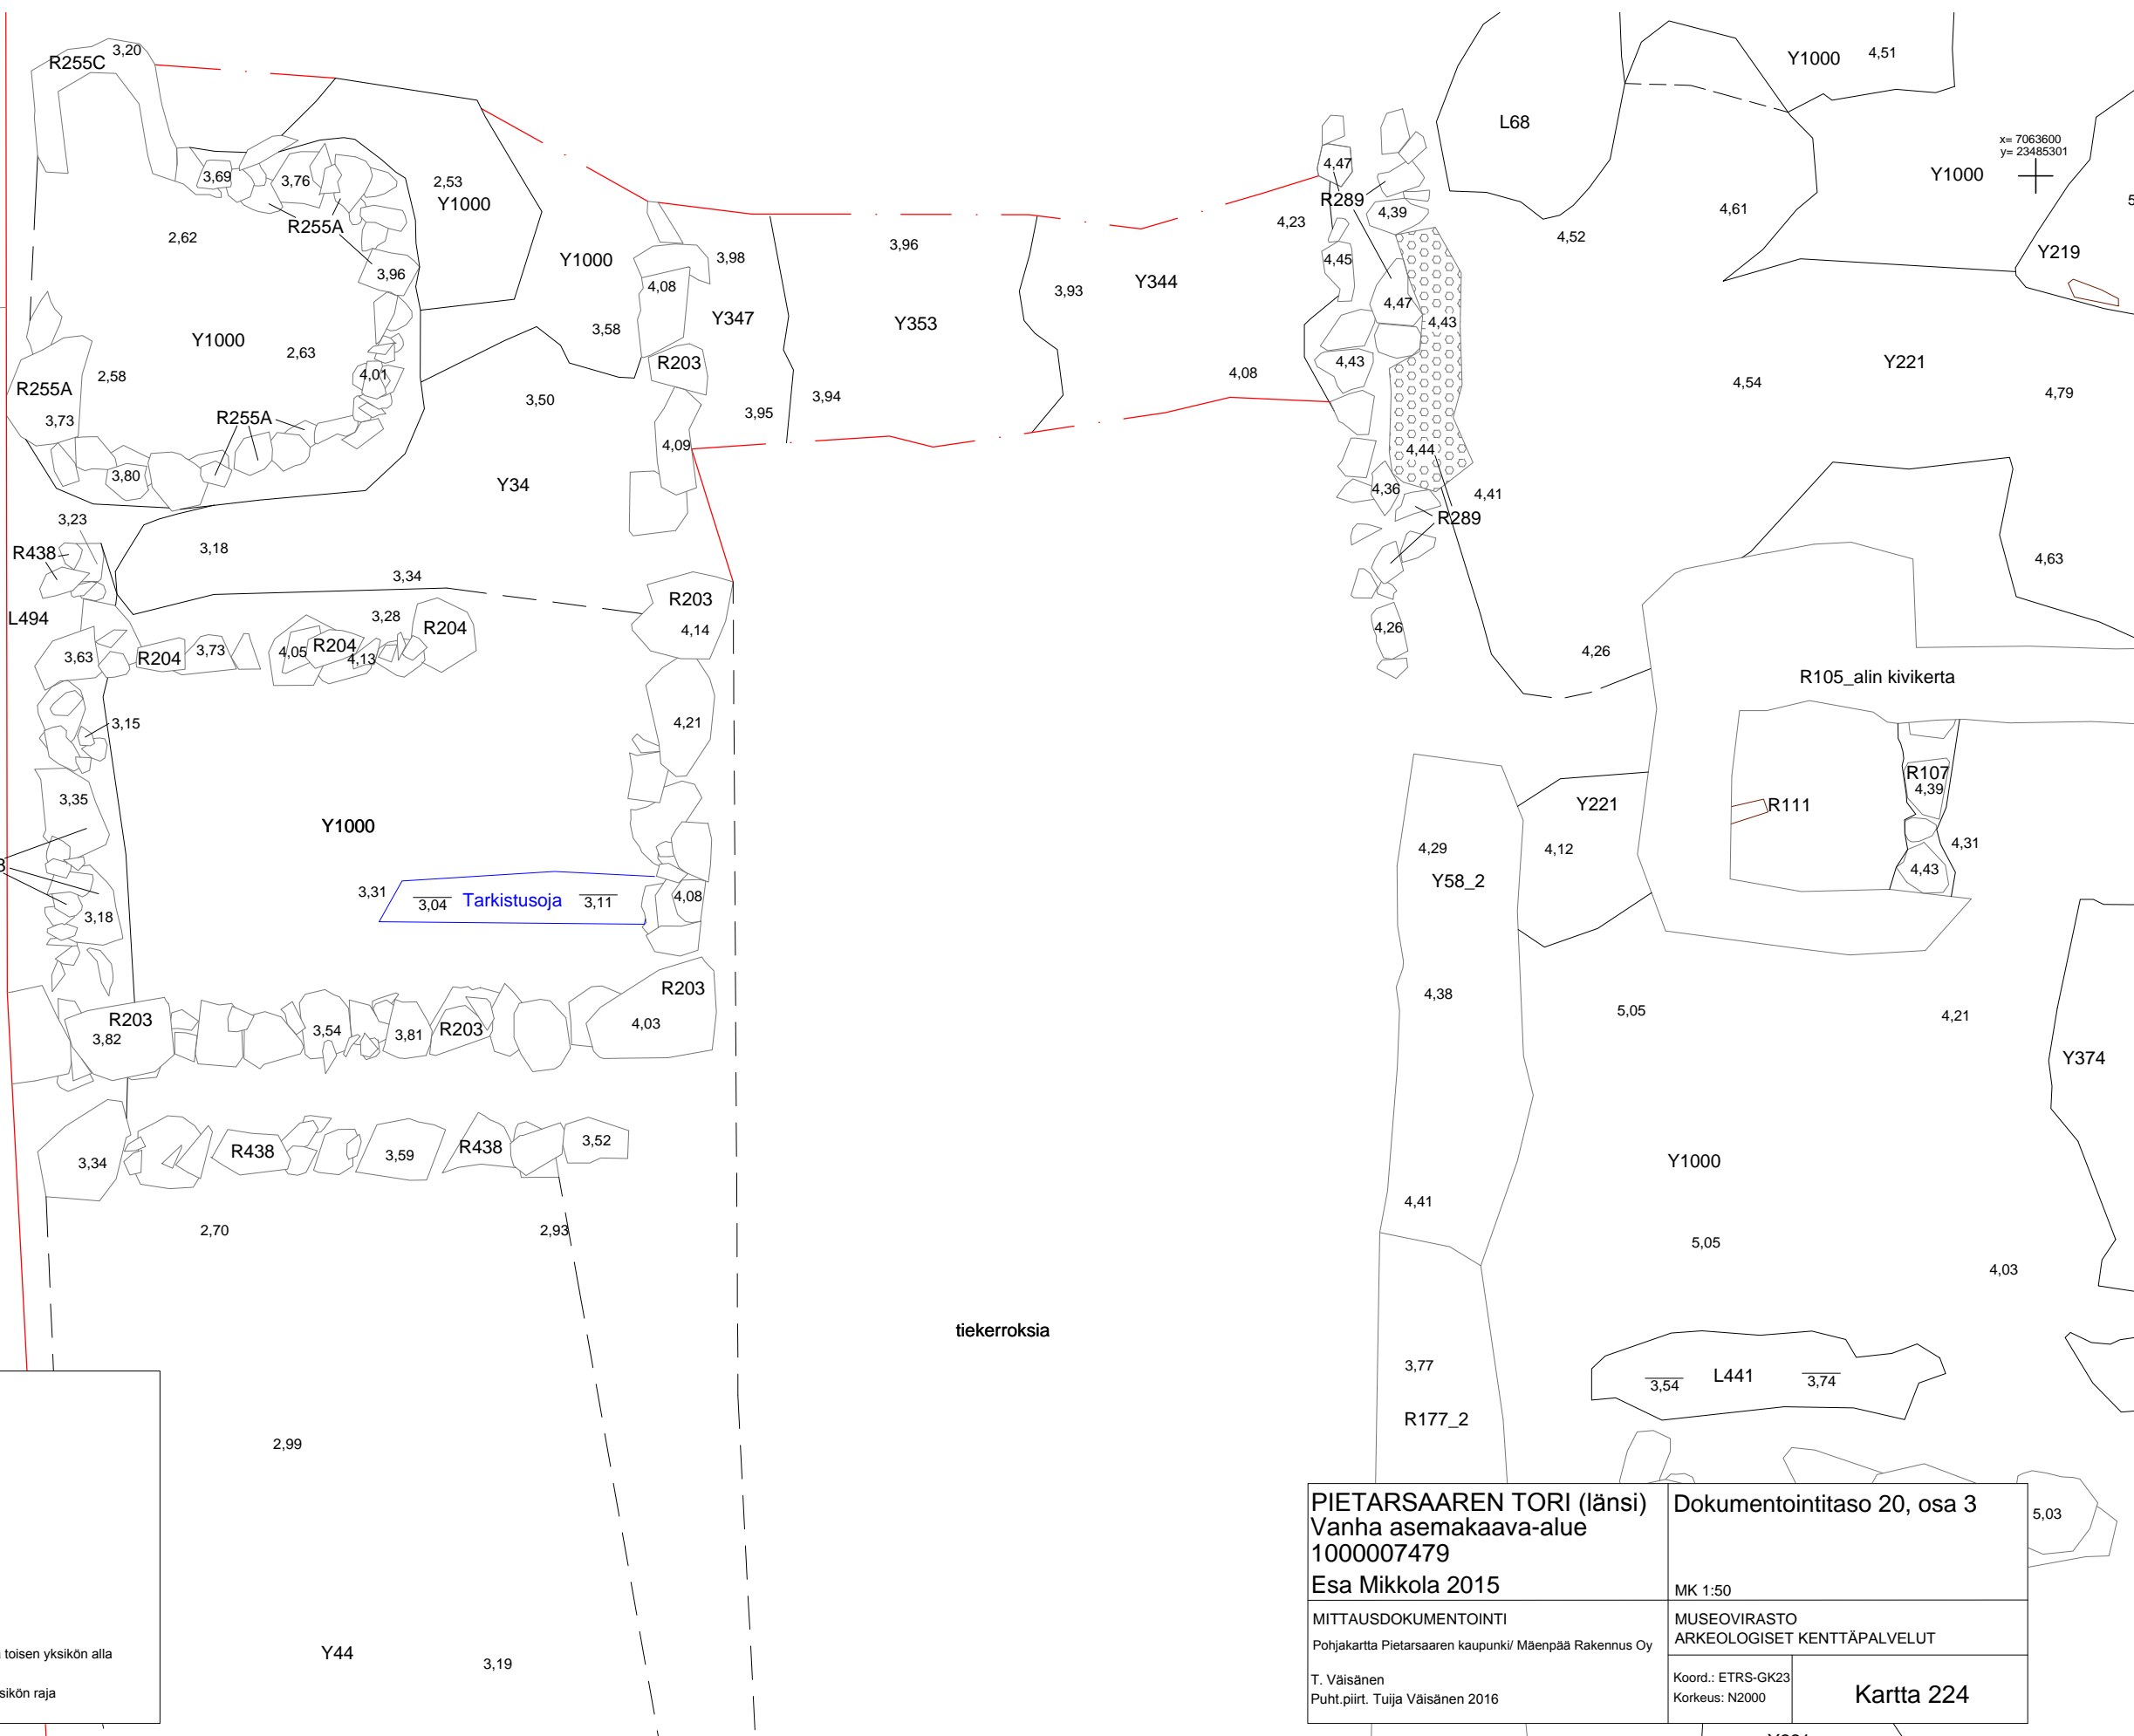 R255C
3,20
3,69
3,76
R255A
2,53
Y1000
2,62
3,96
Y1000
2,63
4,01
2,58
R255A
3,73
R255A
3,80
Y1000
3,58
3,98
4,08
Y347
R203
3,50
3,95
4,09
Y34
3,96
Y353
3,94
3,93
Y344
4,23
4,08
4,47
R289
4,39
4,45
4,47
4,43
4,43
4,44
4,36
4,41
R289
4,26
L68
4,52
4,61
Y1000
4,51
x= 7063600
y= 23485301
Y1000
Y219
Y221
4,54
4,79
4,63
4,26
R105_alin kivikerta
R107
4,39
R111
4,31
4,43
3,23
R438
L494
3,18
3,34
3,28
R204
3,63
R204
3,73
4,05
R204
4,13
R203
4,14
3,15
4,21
3,35
Y1000
3,31
3,04
Tarkistusoja
3,11
4,08
3,18
R203
3,82
3,54
3,81
R203
R203
4,03
3,34
R438
3,59
R438
3,52
2,70
2,93
Y221
4,29
4,12
Y58_2
4,38
5,05
4,21
Y374
Y1000
4,41
5,05
4,03
tiekerroksia
3,77
R177_2
3,54
L441
3,74
2,99
5,03
Y44
3,19
toisen yksikön alla
sikön raja
PIETARSAAREN TORI (länsi)
Vanha asemakaava-alue
1000007479
Esa Mikkola 2015
Dokumentointitaso 20, osa 3
MK 1:50
MITTAUSDOKUMENTOINTI
Pohjakartta Pietarsaaren kaupunki/ Mäenpää Rakennus Oy
T. Väisänen
Puht.piirt. Tuija Väisänen 2016
MUSEOVIRASTO
ARKEOLOGISET KENTTÄPALVELUT
Koord.: ETRS-GK23
Korkeus: N2000
Kartta 224